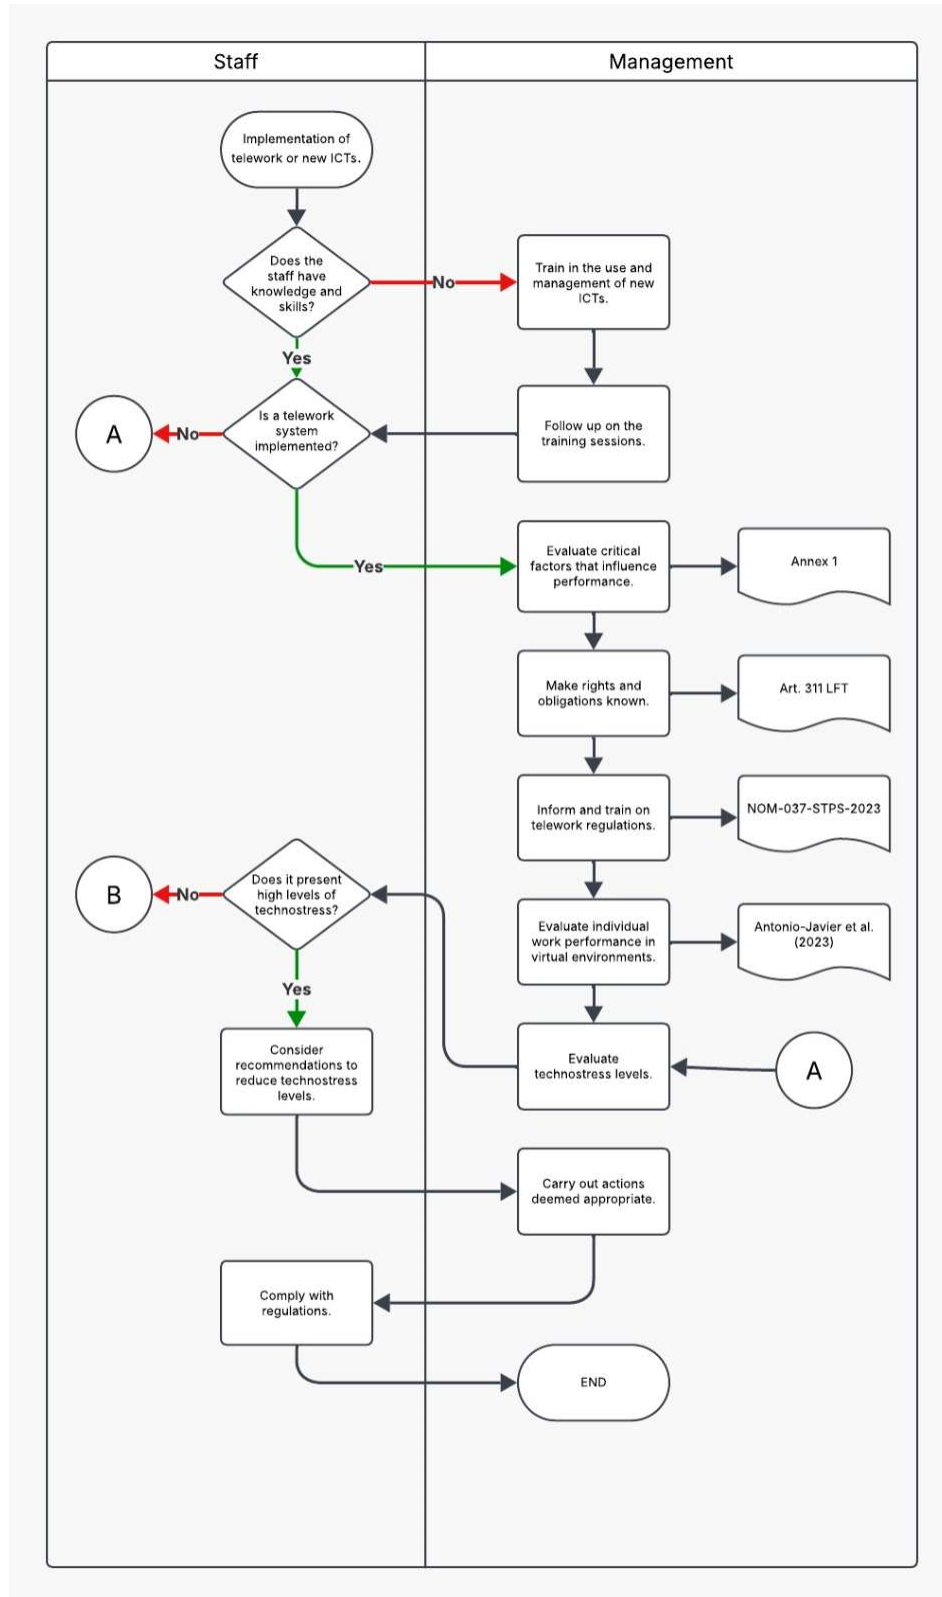 Staff
Management
Implementation of
telework or new ICTs.
Does the
staff have
knowledge and
skills?
No
Train in the use and
management of new
ICTs.
Yes
A
No
Is a telework
system
implemented?
Follow up on the
training sessions.
Yes
Evaluate critical
factors that influence
performance.
Annex 1
Make rights and
obligations known.
Art. 311 LFT
Inform and train on
telework regulations.
NOM-037-STPS-2023
B
No
Does it present
high levels of
technostress?
Evaluate individual
work performance in
virtual environments.
Antonio-Javier et al.
(2023)
Yes
Consider
recommendations to
reduce technostress
levels.
Evaluate
technostress levels.
A
Carry out actions
deemed appropriate.
Comply with
regulations.
END